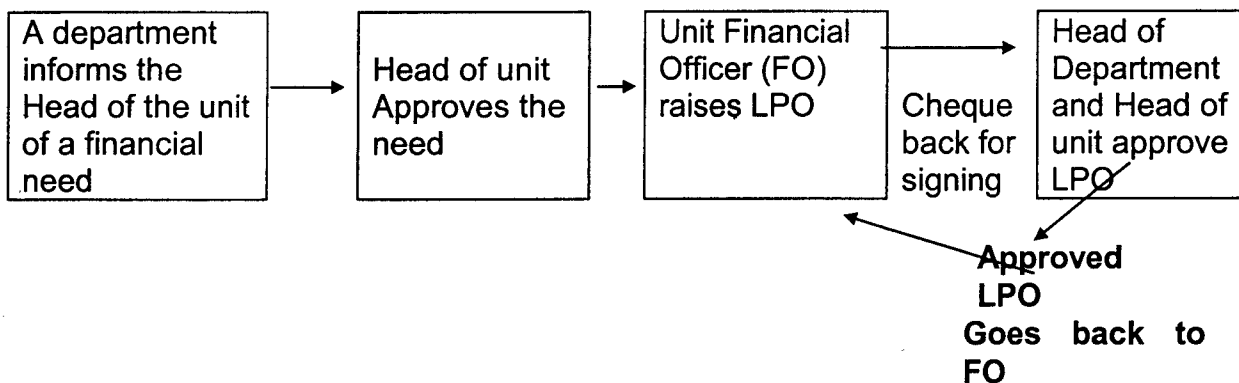 A department
informs the
Head of the unit
of a financial
need
Head of unit
Approves the
need
Unit Financial
Officer (FO)
raises LPO
Cheque
back for
signing
Head of
Department
and Head of
unit approve
LPO
Approved
LPO
Goes back to
FO